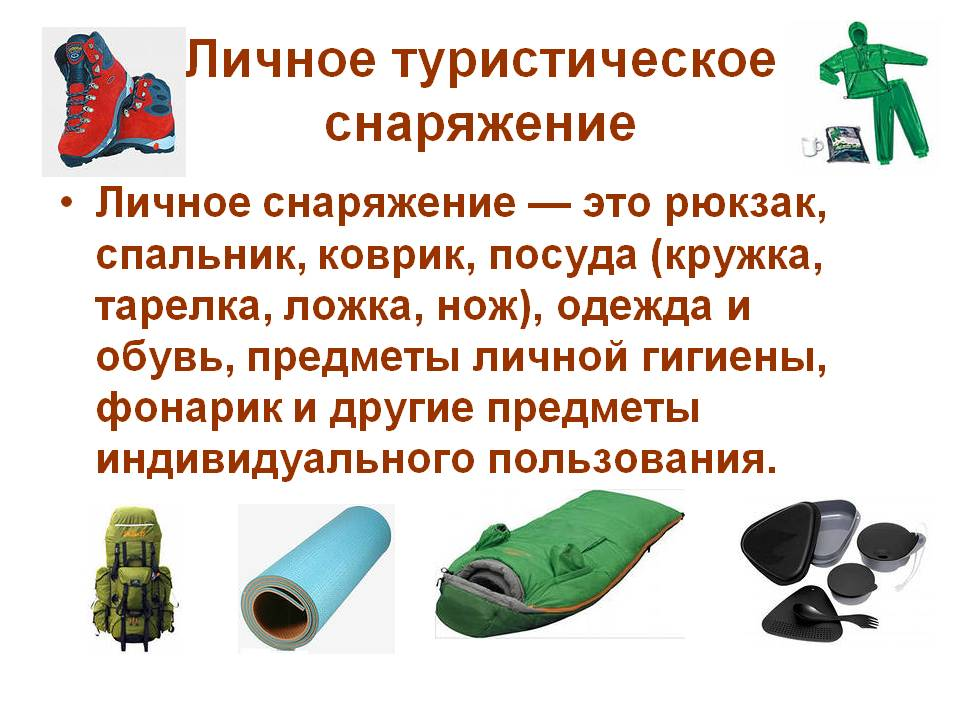 Личное туристическое
снаряжение
• Личное снаряжение — это рюкзак,
спальник, коврик, посуда (кружка,
тарелка, ложка, нож), одежда и
обувь, предметы личной гигиены,
фонарик и другие предметы
индивидуального пользования.